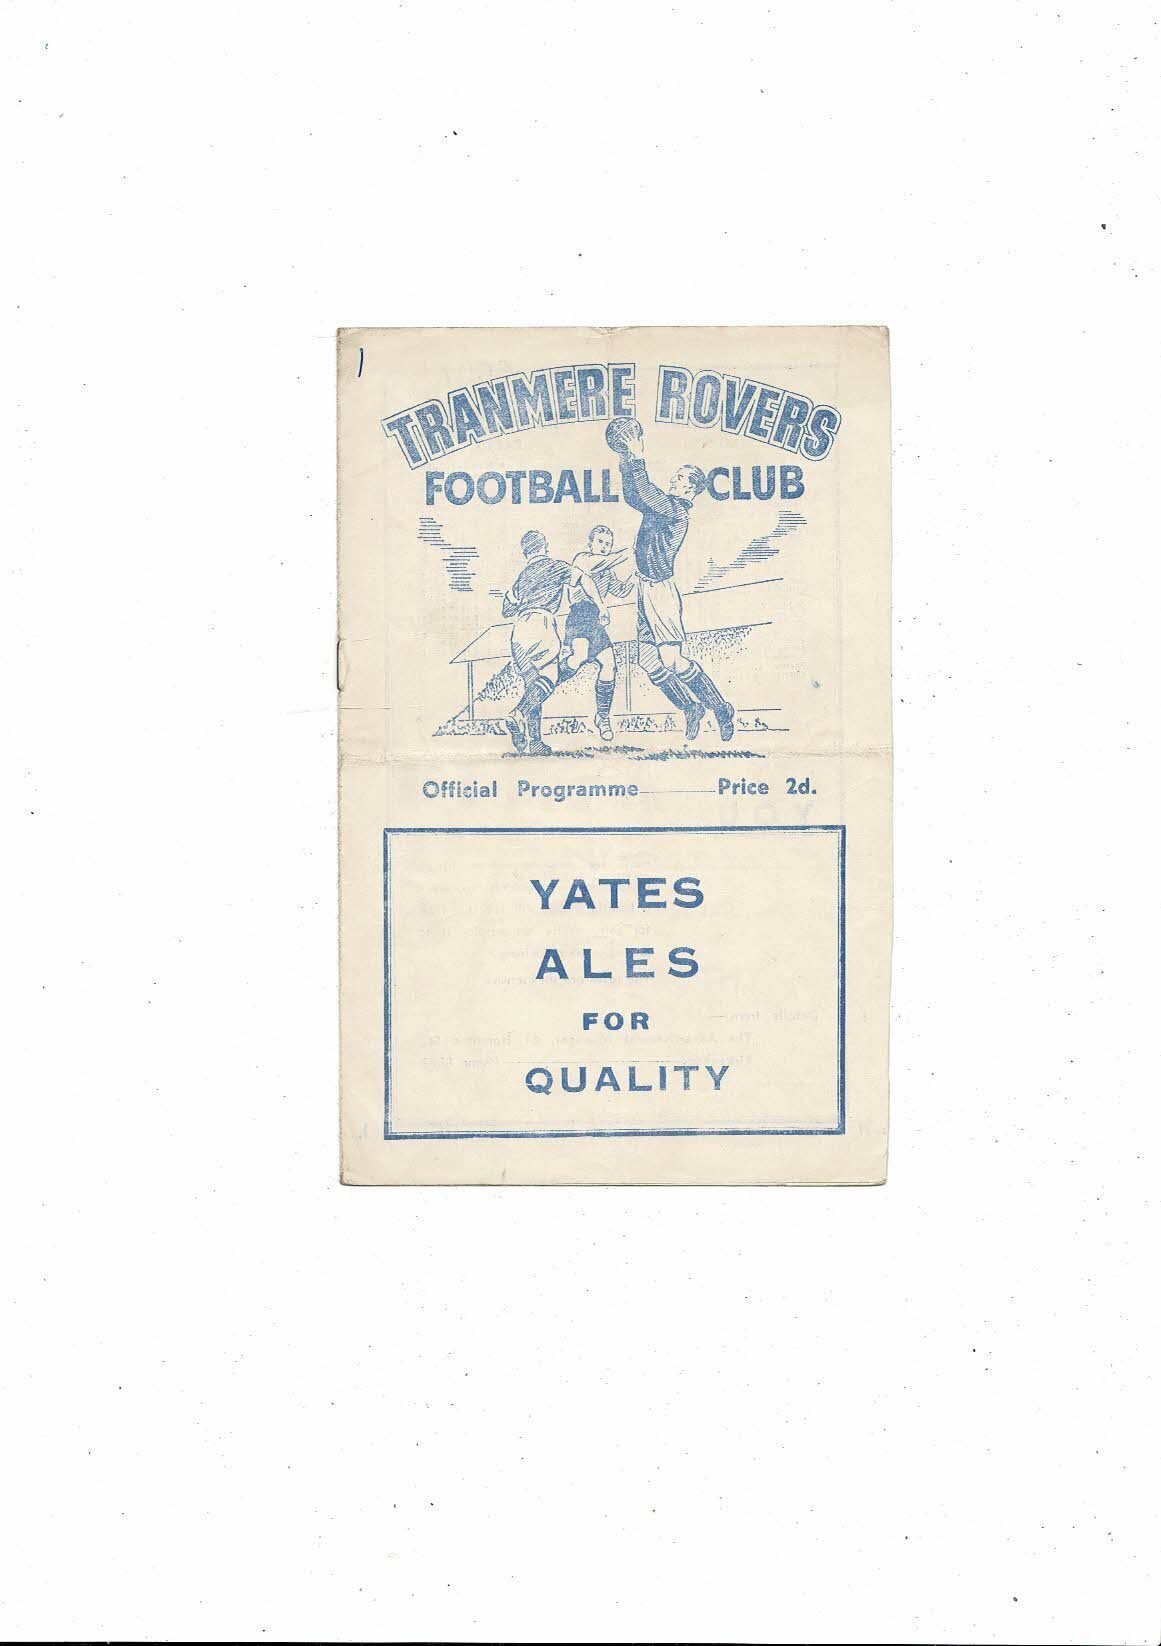 TRANMERE ROVERS
FOOTBALL CLUB
Official Programme Price 2d.
YATES
ALES
FOR
QUALITY